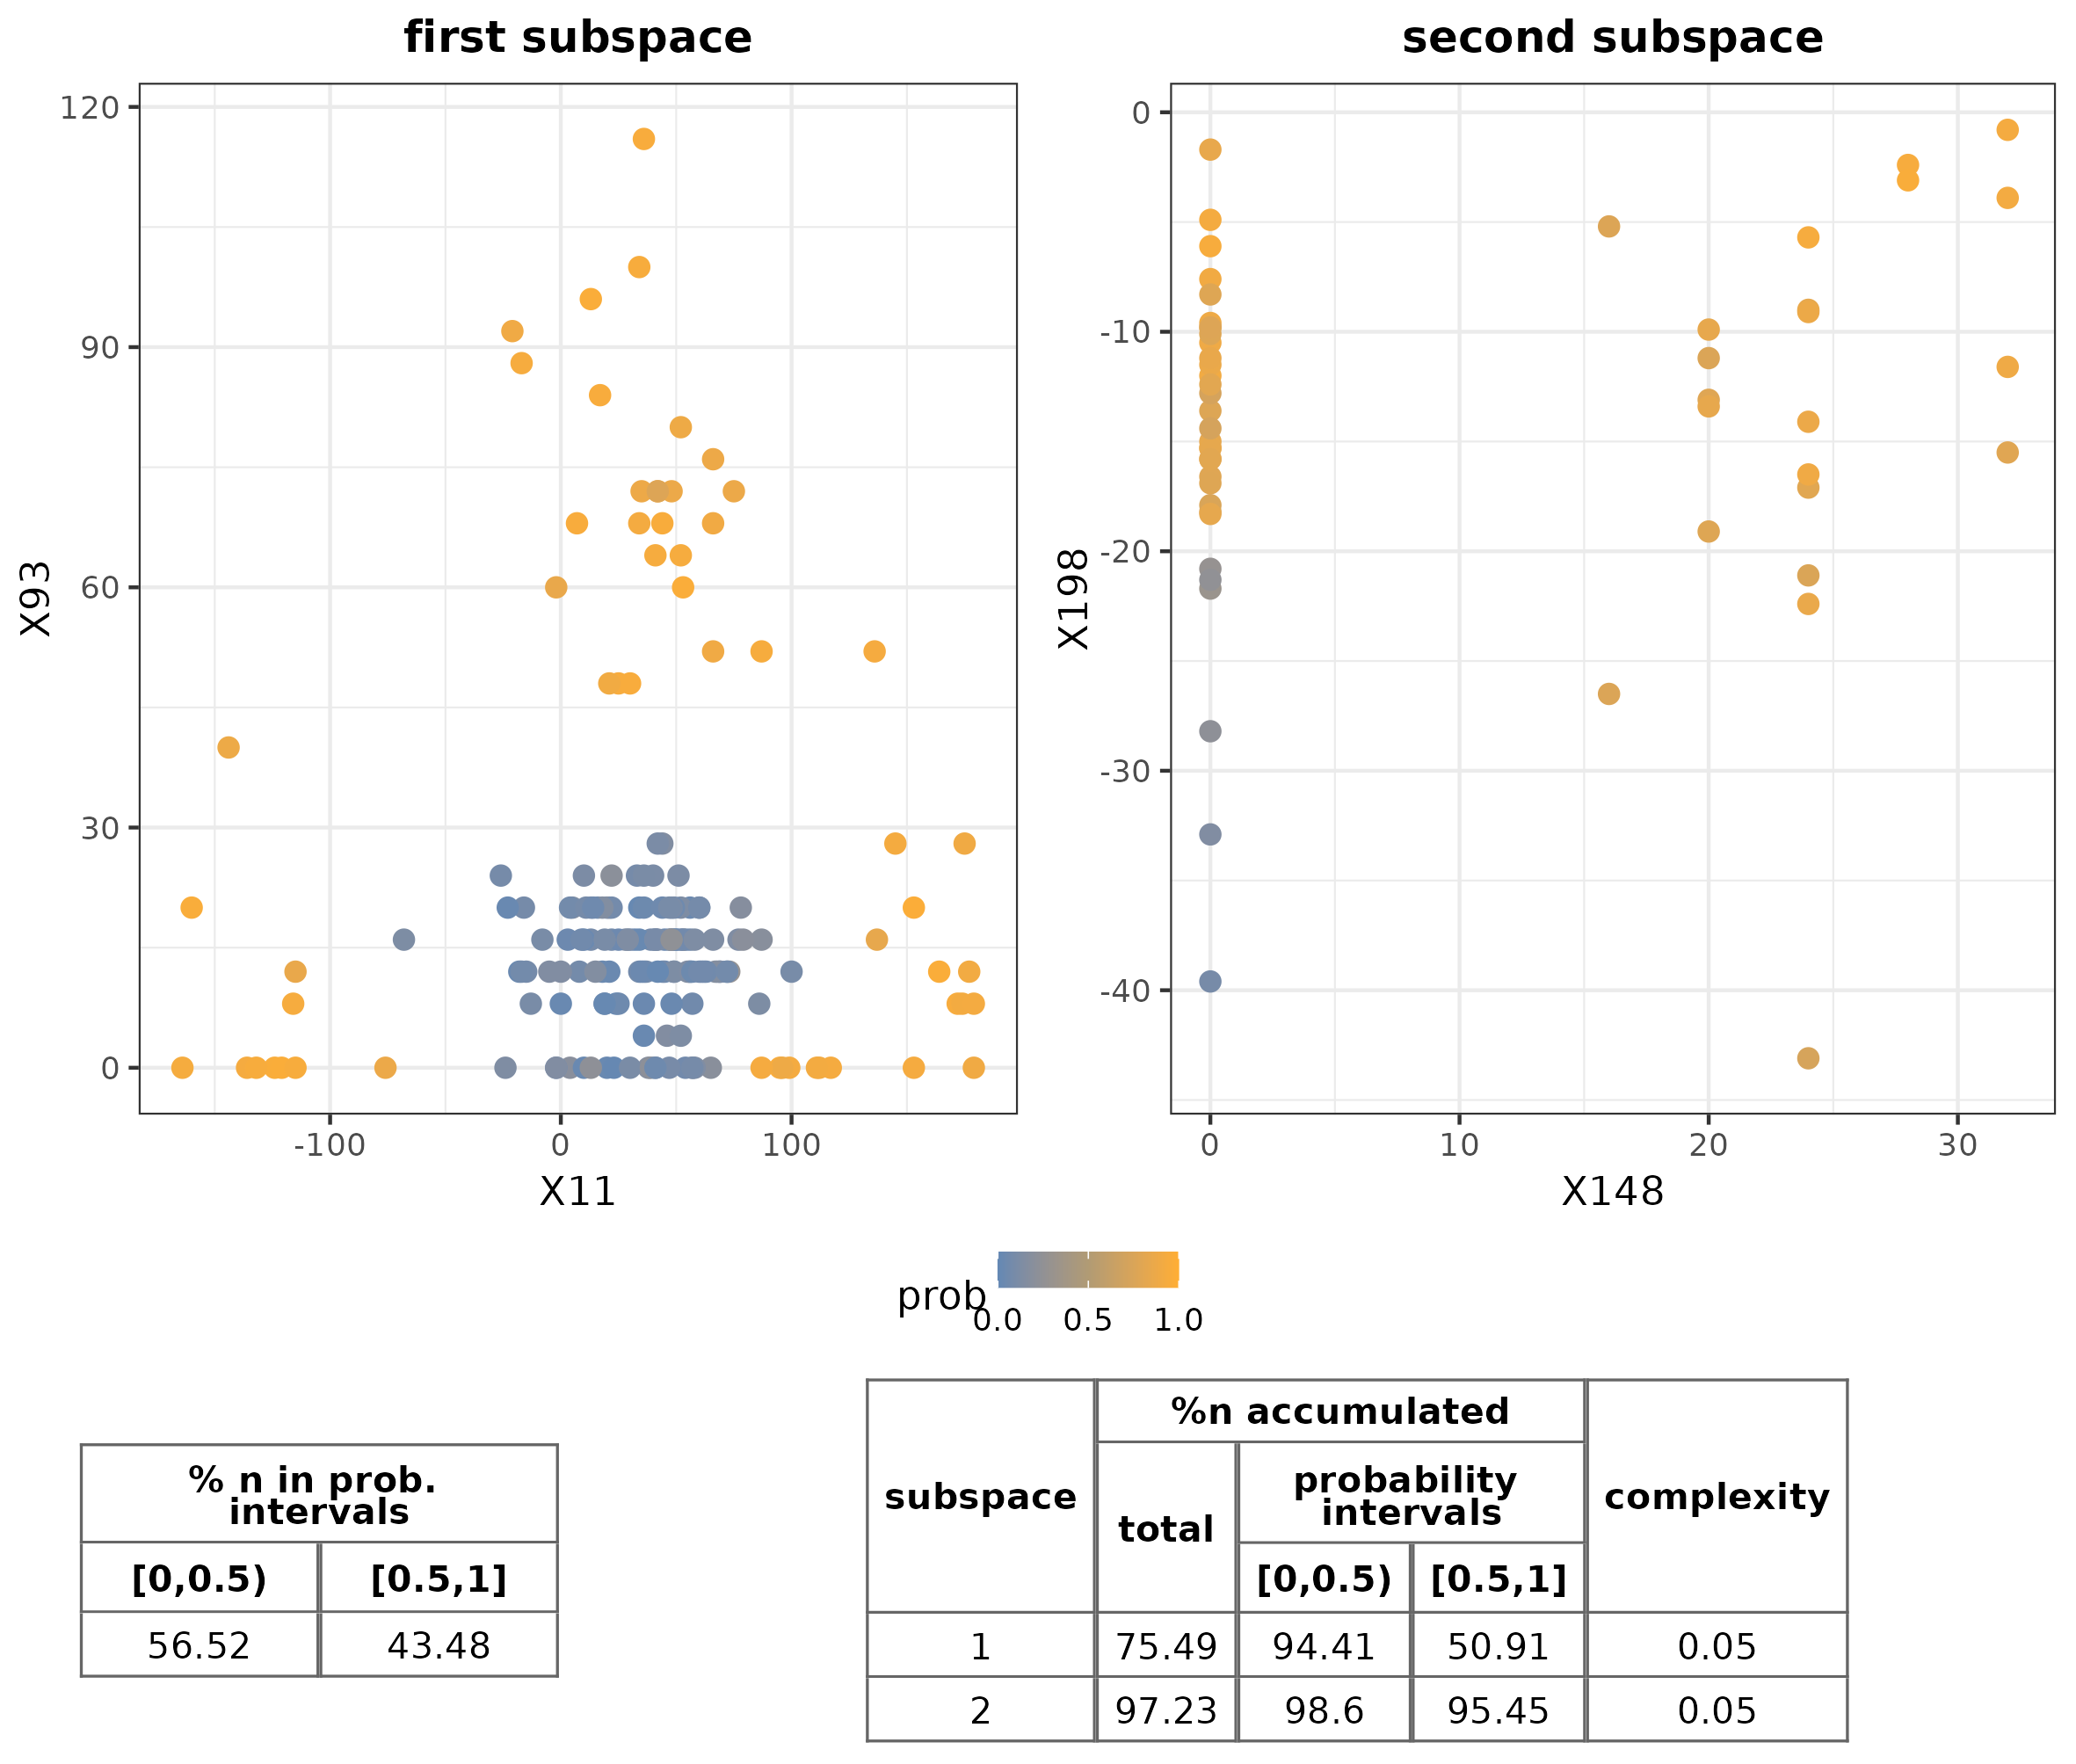 first subspace
second subspace
120
90
60
30
0
X93
-100 0 100
X11
0
-10
-20
-30
-40
X198
0 10 20 30
X148
prob
0.0 0.5 1.0
% n in prob.
intervals
[0,0.5) [0.5,1]
56.52 43.48
%n accumulated
subspace
total
probability
intervals
complexity
[0,0.5) [0.5,1]
1 75.49 94.41 50.91 0.05
2 97.23 98.6 95.45 0.05